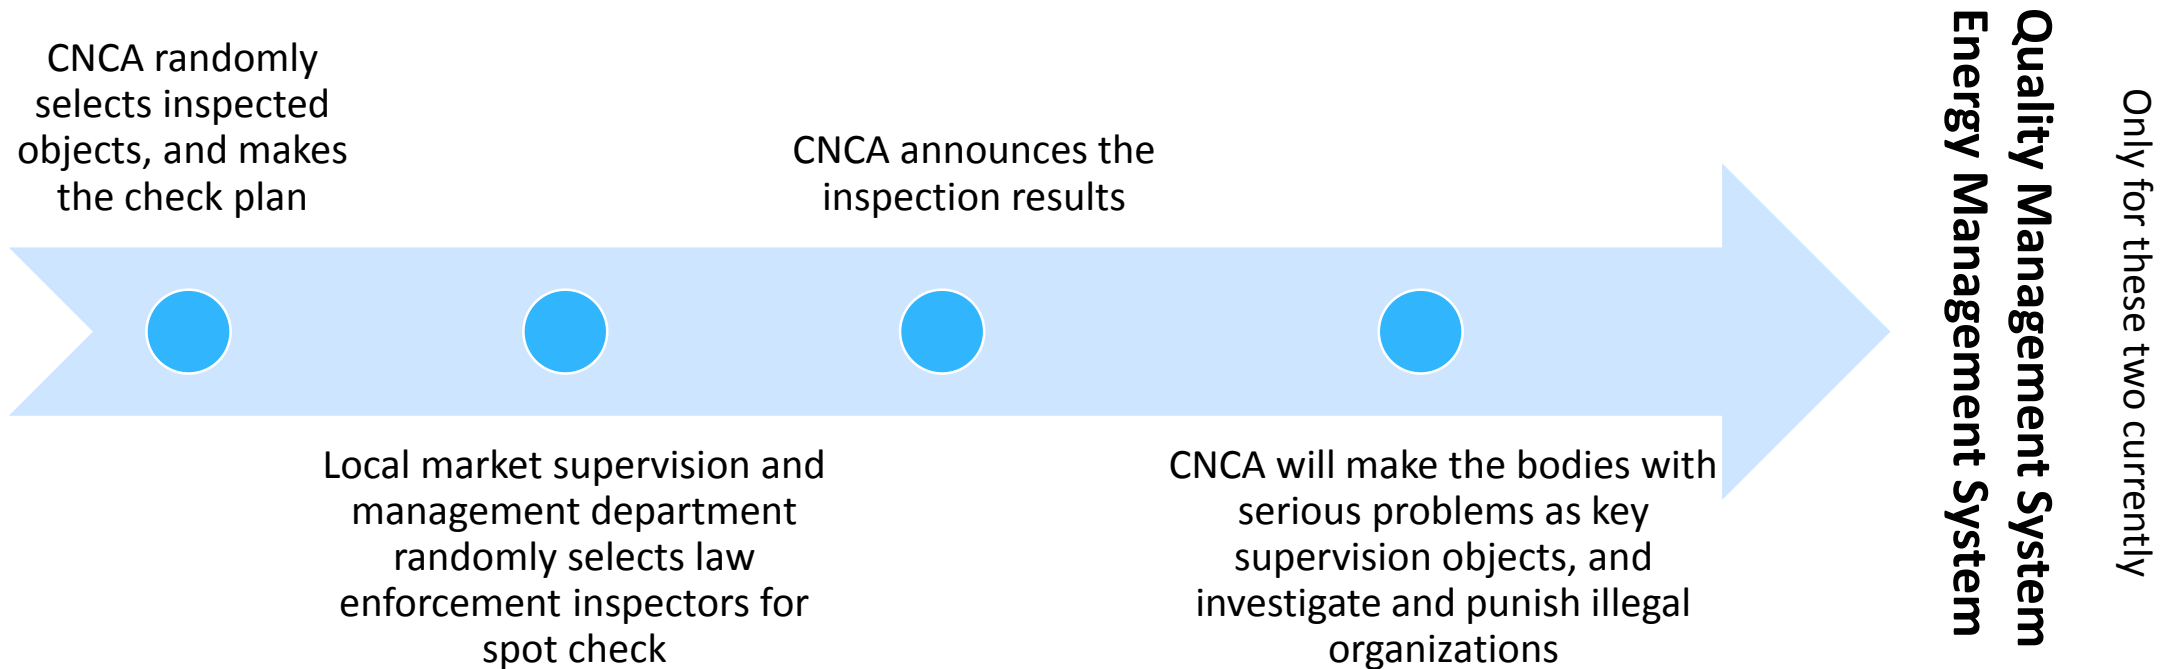 CNCA randomly
selects inspected
objects, and makes
the check plan
Local market supervision and
management department
randomly selects law
enforcement inspectors for
spot check
CNCA announces the
inspection results
CNCA will make the bodies with
serious problems as key
supervision objects, and
investigate and punish illegal
organizations
Quality Management System
Energy Management System
Only for these two currently